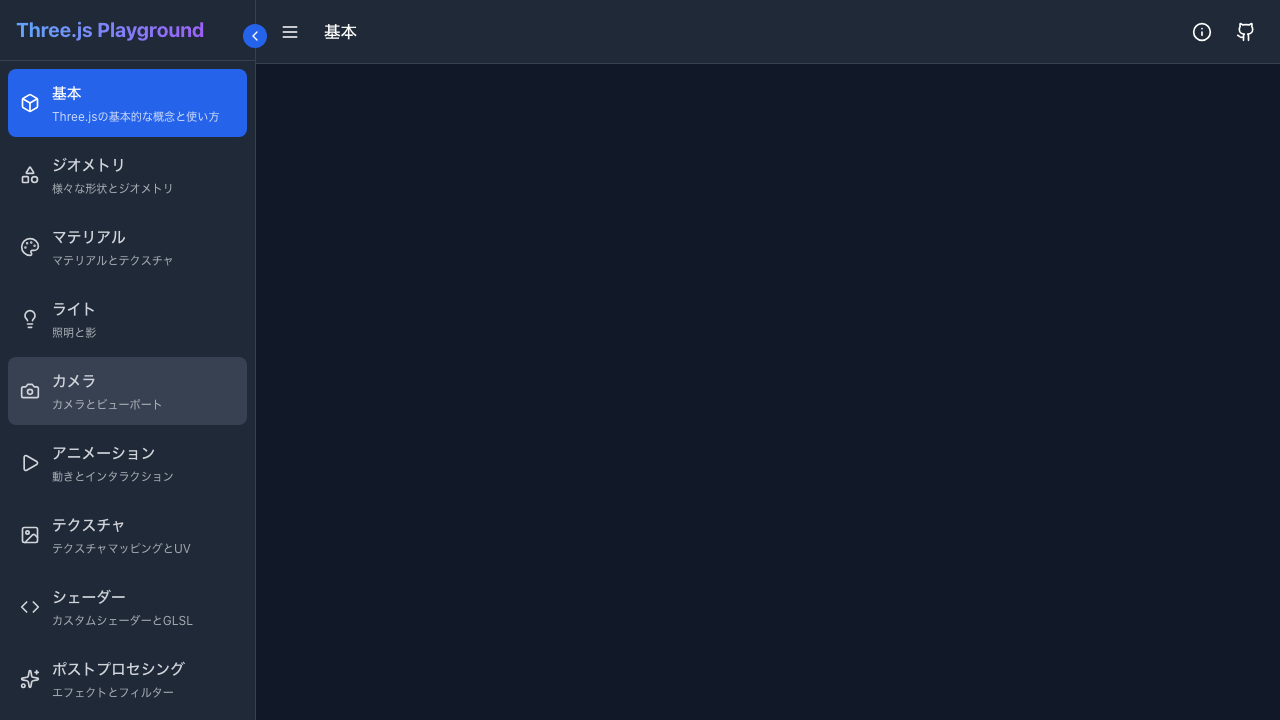 Three.js Playground
基本
基本
Three.jsの基本的な概念と使い方
ジオメトリ
様々な形状とジオメトリ
マテリアル
マテリアルとテクスチャ
ライト
照明と影
カメラ
カメラとビューポート
アニメーション
動きとインタラクション
テクスチャ
テクスチャマッピングとUV
シェーダー
カスタムシェーダーとGLSL
ポストプロセシング
エフェクトとフィルター